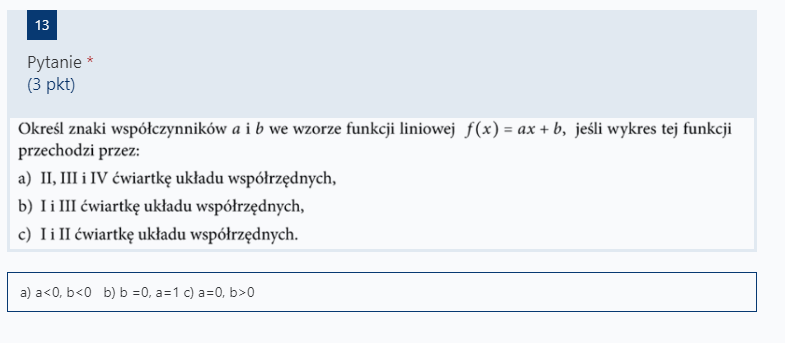 13
Pytanie *
(3 pkt)
Określ znaki współczynników a i b we wzorze funkcji liniowej f(x) = ax + b, jeśli wykres tej funkcji
przechodzi przez:
a) II, III i IV ćwiartkę układu współrzędnych,
b) I i III ćwiartkę układu współrzędnych,
c) I i II ćwiartkę układu współrzędnych.
a) a<0, b<0 b) b =0, a=1 c) a=0, b>0